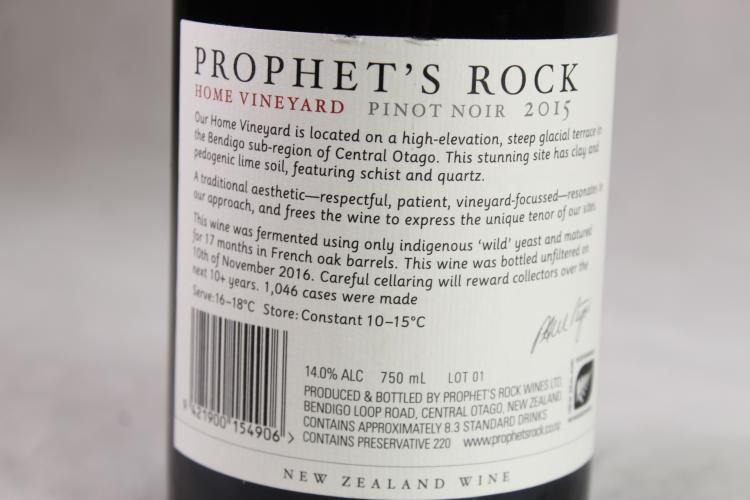 PROPHET'S ROCK
HOME VINEYARD PINOT NOIR 2015
Our Home Vineyard is located on a high-elevation, steep glacial terrace in
the Bendigo sub-region of Central Otago. This stunning site has clay and
pedogenic lime soil, featuring schist and quartz.
A traditional aesthetic—respectful, patient, vineyard-focussed—resonates in
our approach, and frees the wine to express the unique tenor of our sites.
This wine was fermented using only indigenous 'wild' yeast and matured
for 17 months in French oak barrels. This wine was bottled unfiltered on
10th of November 2016. Careful cellaring will reward collectors over the
next 10+ years. 1,046 cases were made
Serve: 16–18°C Store: Constant 10–15°C
14.0% ALC 750 mL LOT 01
PRODUCED & BOTTLED BY PROPHET'S ROCK WINES LTD,
BENDIGO LOOP ROAD, CENTRAL OTAGO, NEW ZEALAND
CONTAINS APPROXIMATELY 8.3 STANDARD DRINKS
CONTAINS PRESERVATIVE 220 www.prophetsrock.co.nz
9 421900 154906 >
NEW ZEALAND WINE